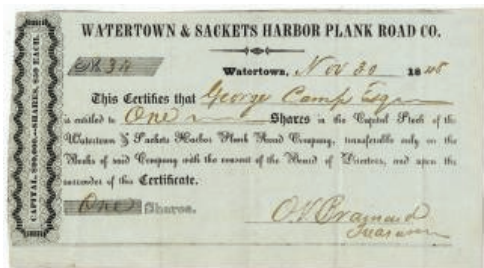 WATERTOWN & SACKETS HARBOR PLANK ROAD CO.
Watertown, Nov 30 1848
This Certifies that George Camp Esq
is entitled to One Shares in the Capital Stock of the
Watertown & Sackets Harbor Plank Road Company, transferable only on the
Books of said Company with the consent of the Board of Directors, and upon the
surrender of this Certificate.
One Shares.
Treasurer
CAPITAL, $40,000.—SHARES, $50 EACH.